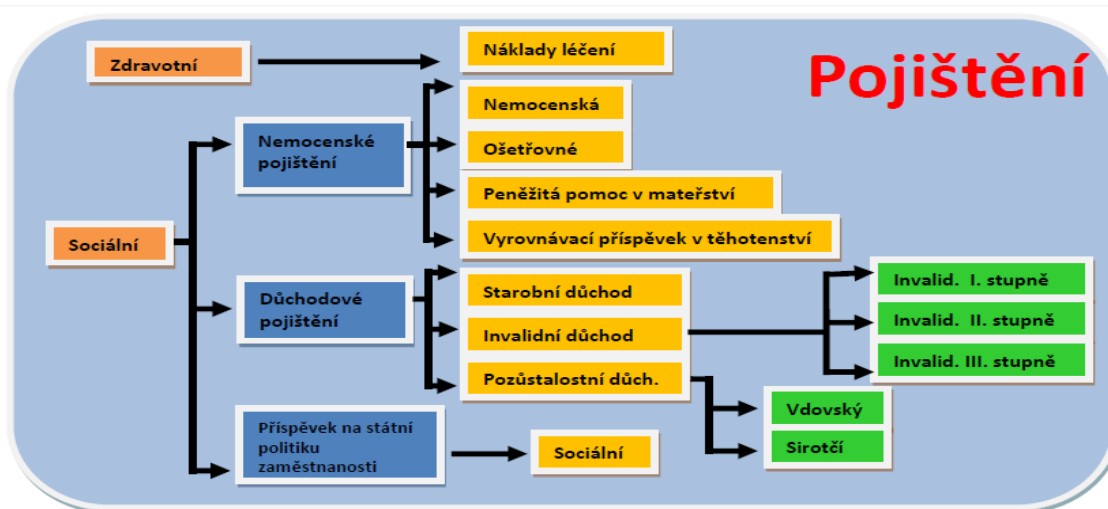 Pojištění
Zdravotní
Náklady léčení
Sociální
Nemocenské
pojištění
Nemocenská
Ošetřovné
Peněžitá pomoc v mateřství
Vyrovnávací příspěvek v těhotenství
Důchodové
pojištění
Starobní důchod
Invalidní důchod
Pozůstalostní důch.
Invalid. I. stupně
Invalid. II. stupně
Invalid. III. stupně
Vdovský
Sirotčí
Příspěvek na státní
politiku
zaměstnanosti
Sociální